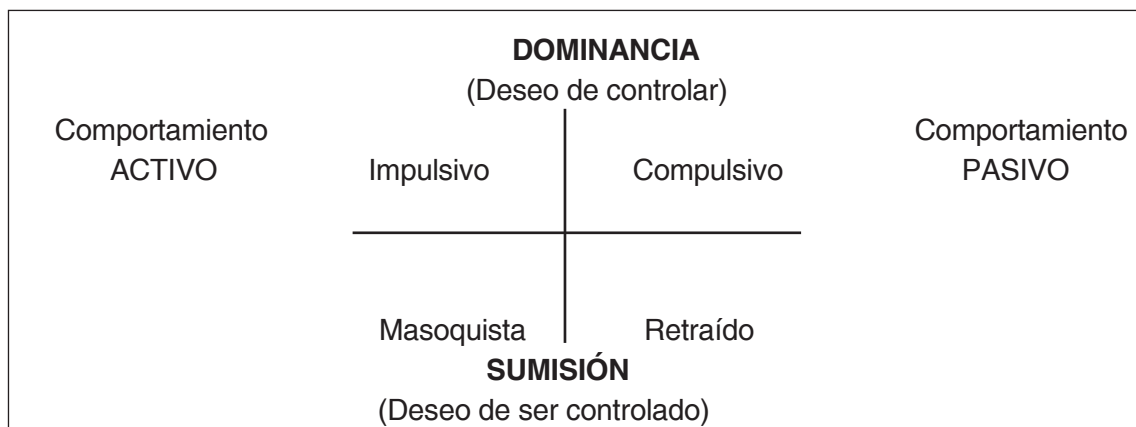 DOMINANCIA
(Deseo de controlar)
Comportamiento
ACTIVO
Impulsivo
Compulsivo
Comportamiento
PASIVO
Masoquista
Retraído
SUMISIÓN
(Deseo de ser controlado)